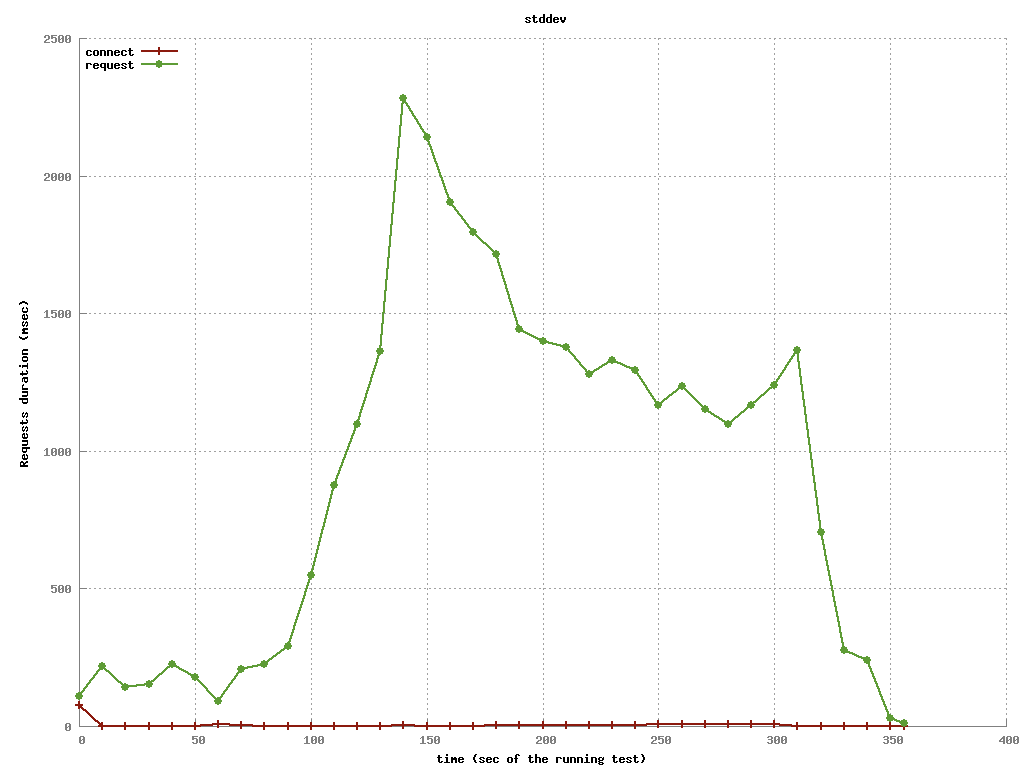 stddev
2500
connect
request
2000
1500
1000
500
0
Requests duration (msec)
0 50 100 150 200 250 300 350 400
time (sec of the running test)